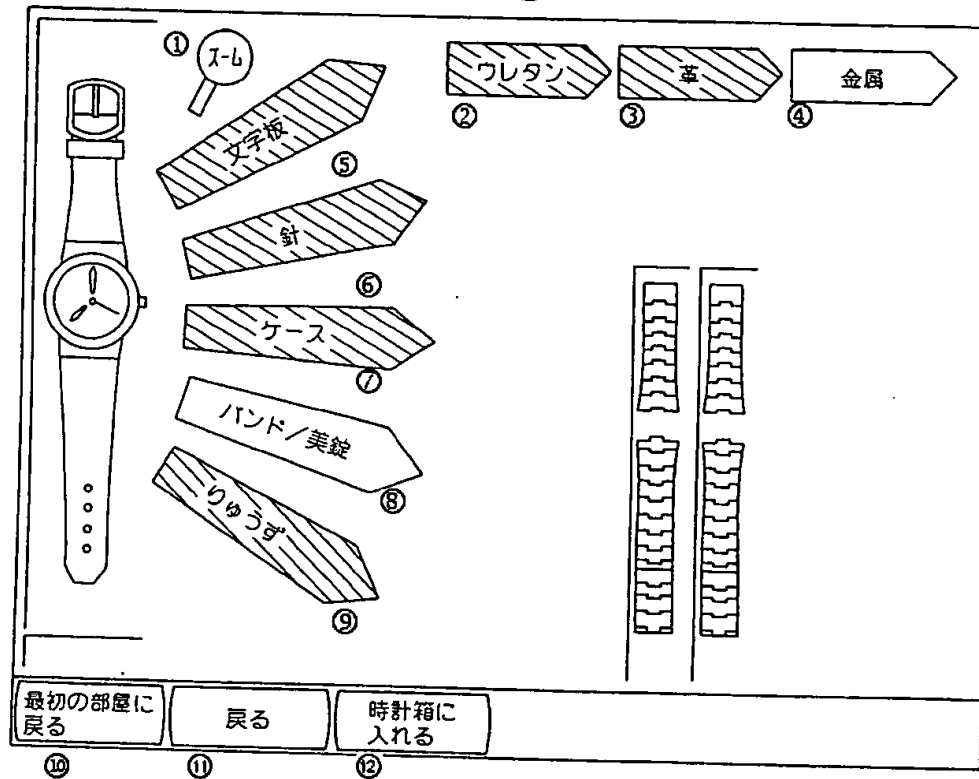 ①
ズーム
ウレタン
②
革
③
金属
④
文字板
⑤
針
⑥
ケース
⑦
バンド/美錠
⑧
りゅうず
⑨
最初の部屋に
戻る
⑩
戻る
⑪
時計箱に
入れる
⑫